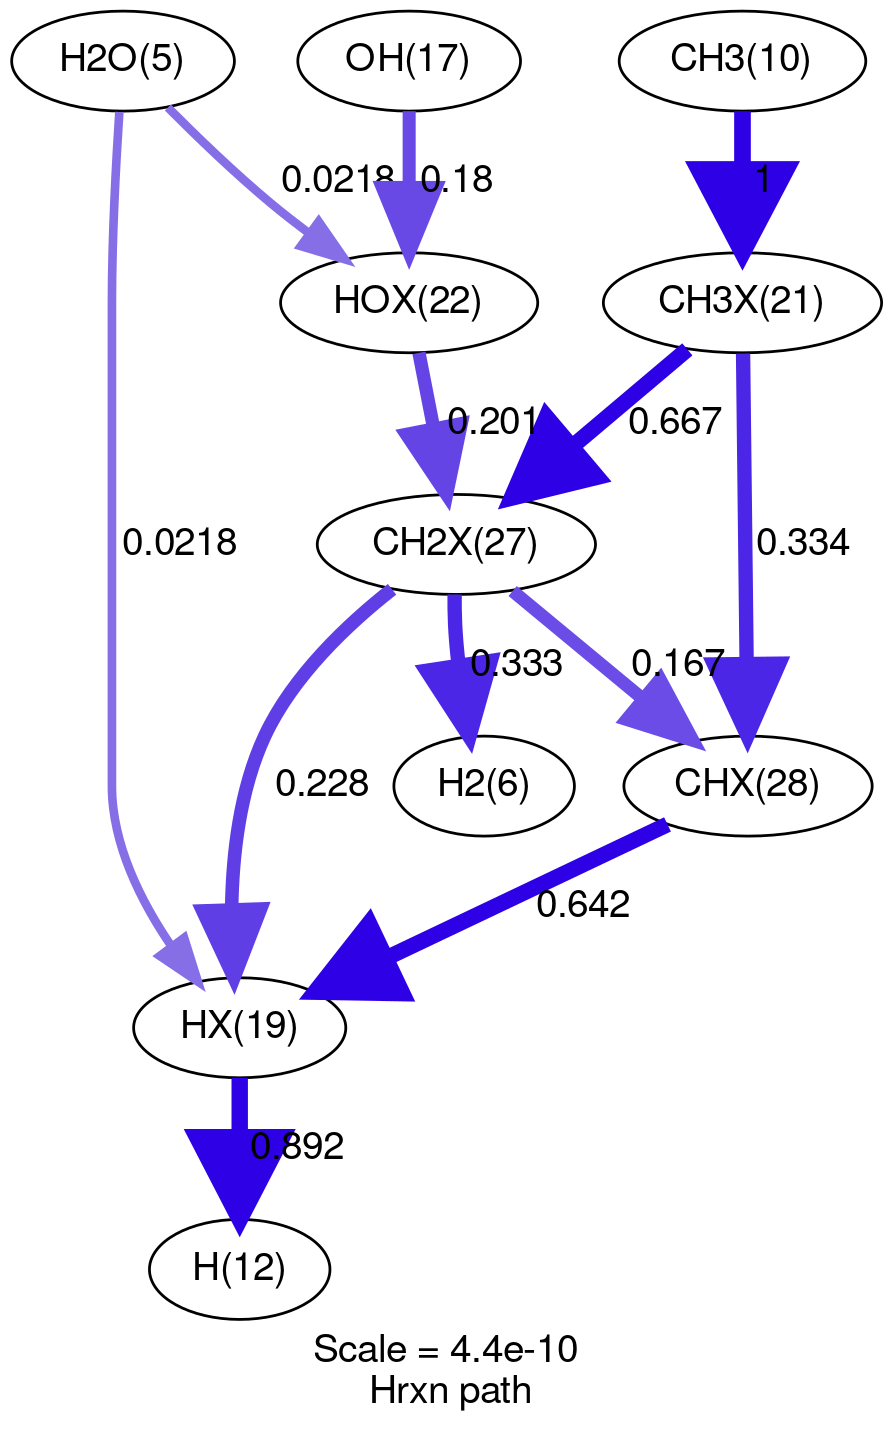 H2O(5) OH(17) CH3(10)
0.0218 0.18 1
HOX(22) CH3X(21)
0.201 0.667
0.0218 CH2X(27) 0.334
0.333 0.167
0.228 H2(6) CHX(28)
0.642
HX(19)
0.892
H(12)
Scale = 4.4e-10
Hrxn path